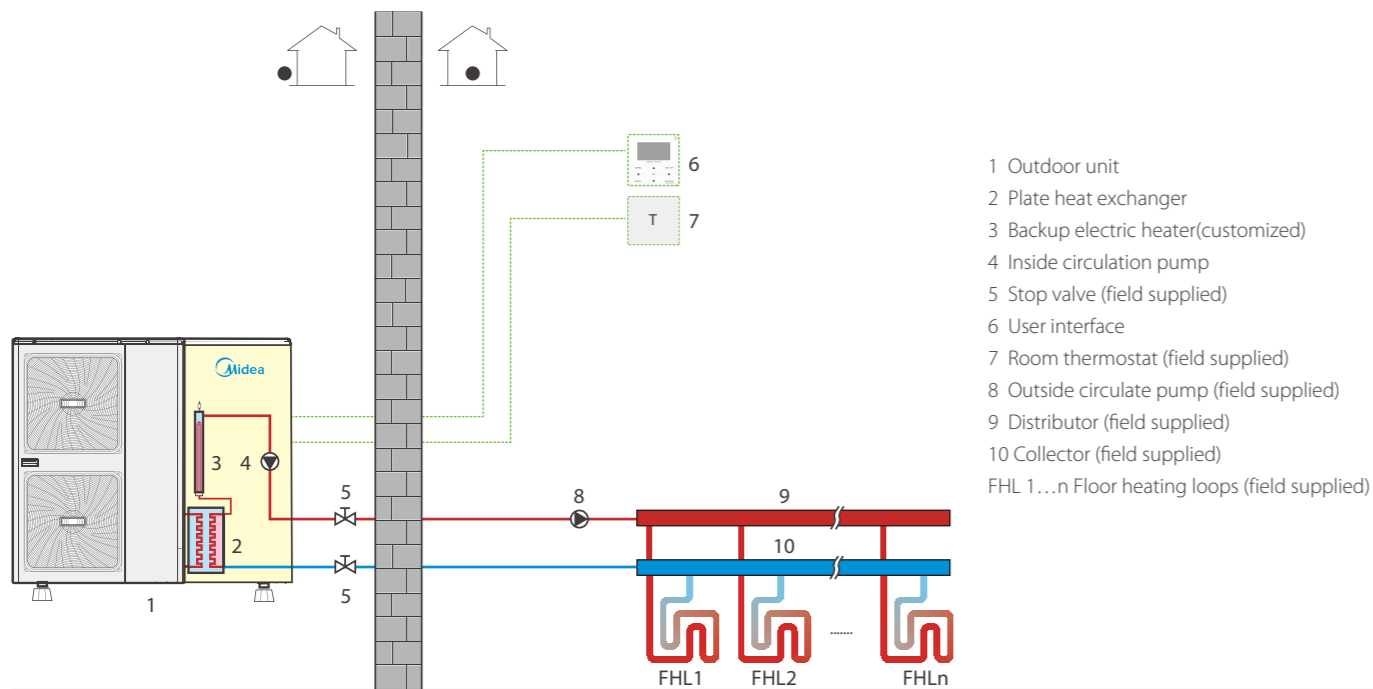 6
T
7
Midea
3
4
2
1
5
5
8
9
10
FHL1
FHL2
.......
FHLn
1 Outdoor unit
2 Plate heat exchanger
3 Backup electric heater(customized)
4 Inside circulation pump
5 Stop valve (field supplied)
6 User interface
7 Room thermostat (field supplied)
8 Outside circulate pump (field supplied)
9 Distributor (field supplied)
10 Collector (field supplied)
FHL 1…n Floor heating loops (field supplied)